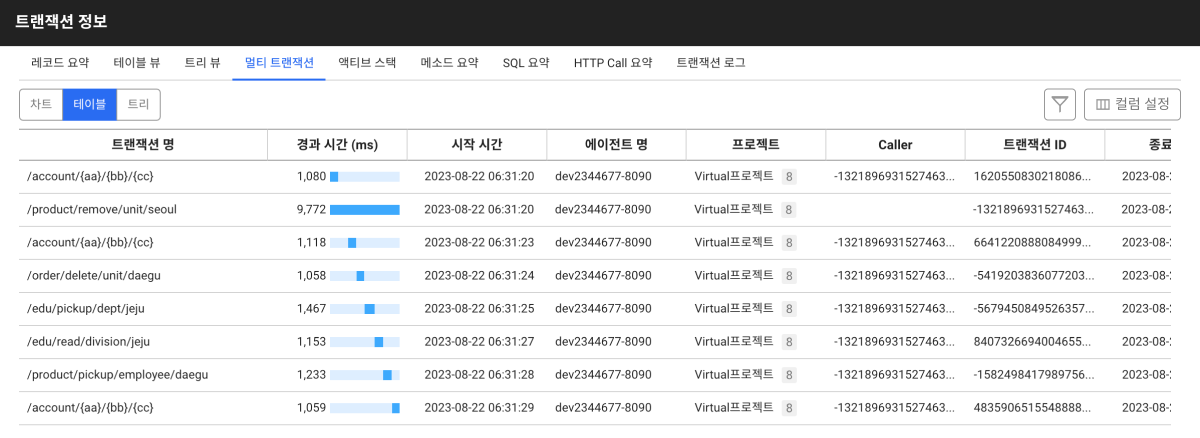 트랜잭션 정보
레코드 요약 테이블 뷰 트리 뷰 멀티 트랜잭션 액티브 스택 메소드 요약 SQL 요약 HTTP Call 요약 트랜잭션 로그
차트 테이블 트리 컬럼 설정
트랜잭션 명 경과 시간 (ms) 시작 시간 에이전트 명 프로젝트 Caller 트랜잭션 ID 종료
/account/{aa}/{bb}/{cc} 1,080 2023-08-22 06:31:20 dev2344677-8090 Virtual프로젝트 8 -1321896931527463... 1620550830218086... 2023-08-2
/product/remove/unit/seoul 9,772 2023-08-22 06:31:20 dev2344677-8090 Virtual프로젝트 8 -1321896931527463... 2023-08-2
/account/{aa}/{bb}/{cc} 1,118 2023-08-22 06:31:23 dev2344677-8090 Virtual프로젝트 8 -1321896931527463... 6641220888084999... 2023-08-2
/order/delete/unit/daegu 1,058 2023-08-22 06:31:24 dev2344677-8090 Virtual프로젝트 8 -1321896931527463... -5419203836077203... 2023-08-2
/edu/pickup/dept/jeju 1,467 2023-08-22 06:31:25 dev2344677-8090 Virtual프로젝트 8 -1321896931527463... -5679450849526357... 2023-08-2
/edu/read/division/jeju 1,153 2023-08-22 06:31:27 dev2344677-8090 Virtual프로젝트 8 -1321896931527463... 8407326694004655... 2023-08-2
/product/pickup/employee/daegu 1,233 2023-08-22 06:31:28 dev2344677-8090 Virtual프로젝트 8 -1321896931527463... -1582498417989756... 2023-08-2
/account/{aa}/{bb}/{cc} 1,059 2023-08-22 06:31:29 dev2344677-8090 Virtual프로젝트 8 -1321896931527463... 4835906515548888... 2023-08-2